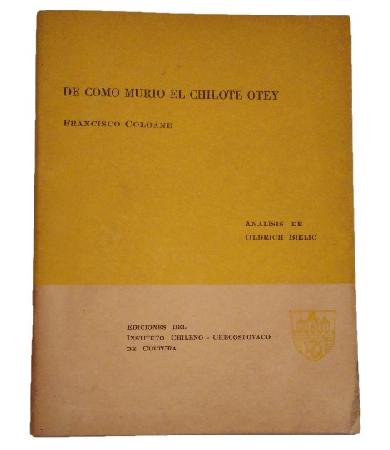 DE COMO MURIO EL CHILOTE OTEY
FRANCISCO COLOANE
ANALISIS DE
OLDRICH BELIC
EDICIONES DEL
INSTITUTO CHILENO - CHECOSLOVACO
DE CULTURA